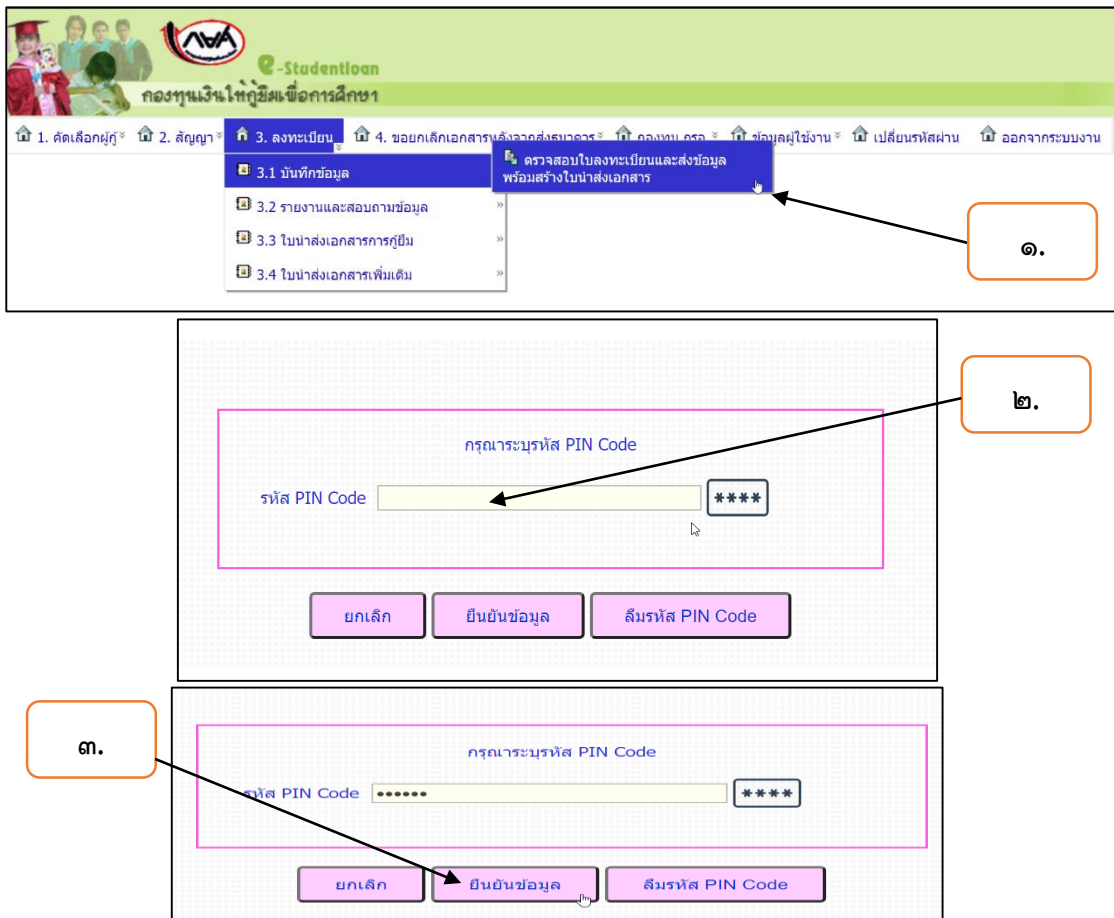 กยศ
e-Studentloan
กองทุนเงินให้กู้ยืมเพื่อการศึกษา
1. คัดเลือกผู้กู้ 2. สัญญา 3. ลงทะเบียน 4. ขอยกเลิกเอกสารหลังจากส่งธนาคาร กองทุน กรอ ข้อมูลผู้ใช้งาน เปลี่ยนรหัสผ่าน ออกจากระบบงาน
3.1 บันทึกข้อมูล
ตรวจสอบใบลงทะเบียนและส่งข้อมูล
พร้อมสร้างใบนำส่งเอกสาร
3.2 รายงานและสอบถามข้อมูล »
3.3 ใบนำส่งเอกสารการกู้ยืม »
3.4 ใบนำส่งเอกสารเพิ่มเติม »
๑.
กรุณาระบุรหัส PIN Code
รหัส PIN Code ****
ยกเลิก ยืนยันข้อมูล ลืมรหัส PIN Code
๒.
๓.
กรุณาระบุรหัส PIN Code
รหัส PIN Code •••••• ****
ยกเลิก ยืนยันข้อมูล ลืมรหัส PIN Code